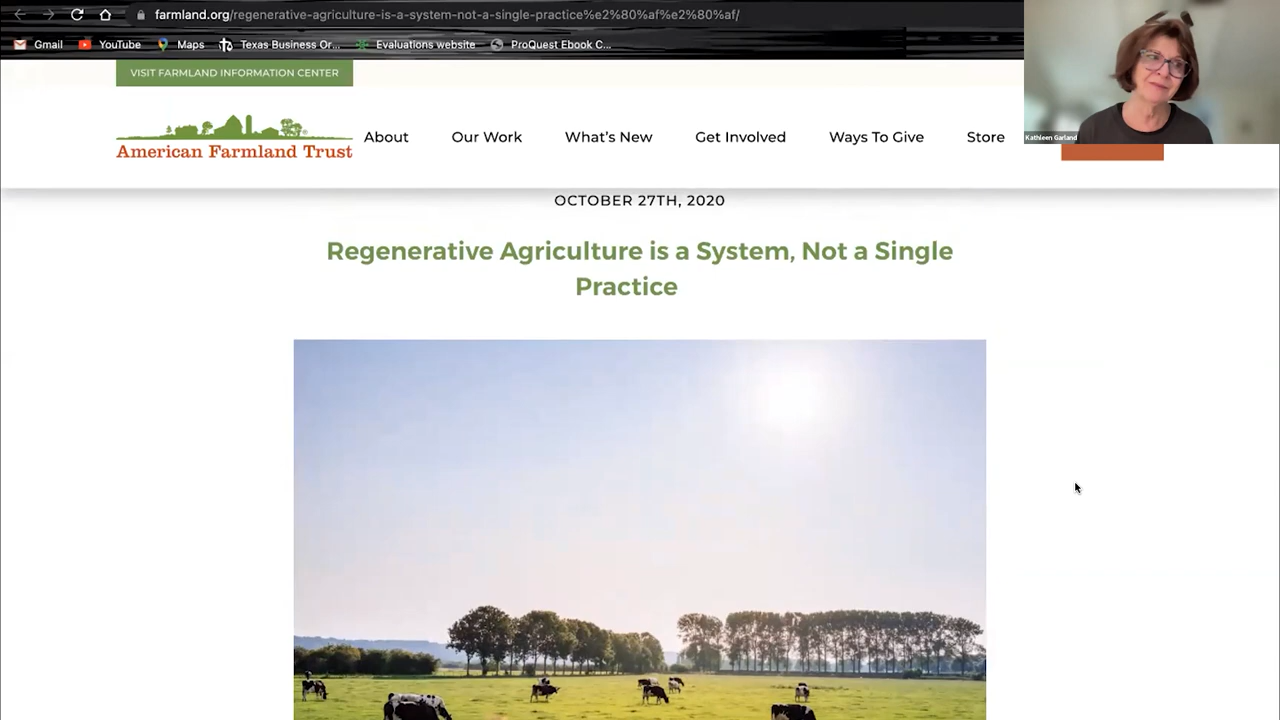 farmland.org/regenerative-agriculture-is-a-system-not-a-single-practice%e2%80%af%e2%80%af/
Gmail YouTube Maps Texas Business Or... Evaluations website ProQuest Ebook C...
VISIT FARMLAND INFORMATION CENTER
American Farmland Trust
About Our Work What's New Get Involved Ways To Give Store
Kathleen Garland
OCTOBER 27TH, 2020
Regenerative Agriculture is a System, Not a Single
Practice